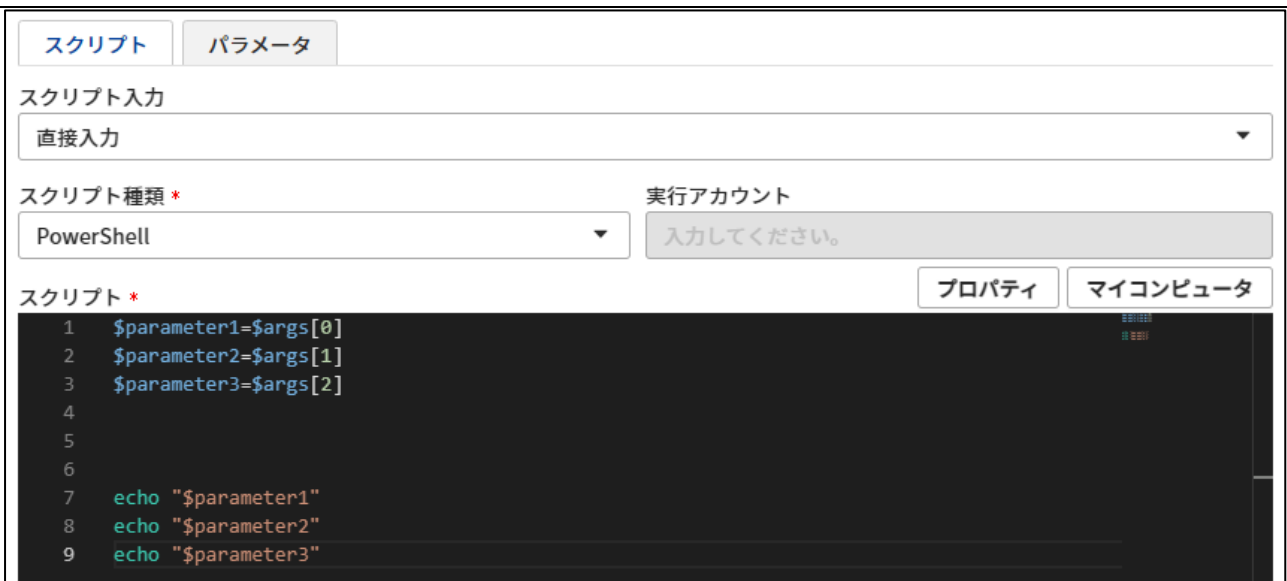 スクリプト パラメータ
スクリプト入力
直接入力
スクリプト種類 * 実行アカウント
PowerShell 入力してください。
スクリプト * プロパティ マイコンピュータ
1 $parameter1=$args[0]
2 $parameter2=$args[1]
3 $parameter3=$args[2]
4
5
6
7 echo "$parameter1"
8 echo "$parameter2"
9 echo "$parameter3"